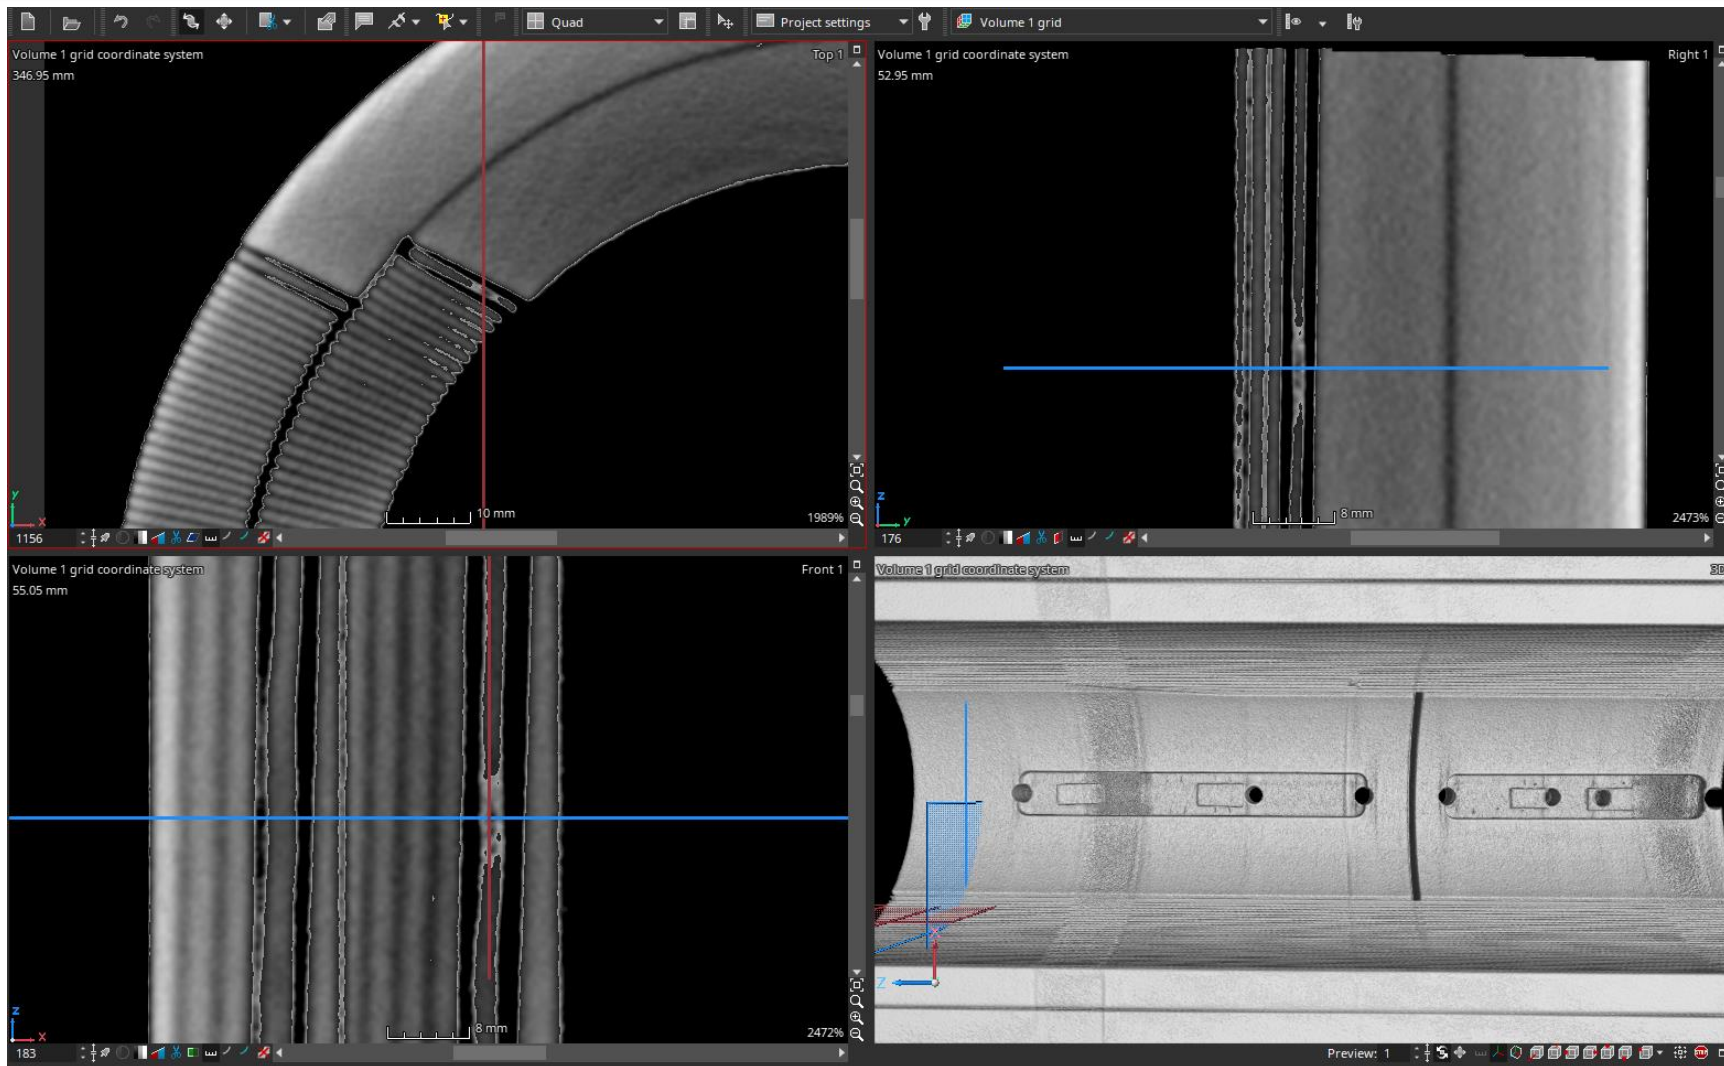 Quad
Project settings
Volume 1 grid
Volume 1 grid coordinate system
Top 1
346.95 mm
10 mm
1989%
y
x
1156
Volume 1 grid coordinate system
Right 1
52.95 mm
8 mm
2473%
z
y
176
Volume 1 grid coordinate system
Front 1
55.05 mm
8 mm
2472%
z
x
183
Volume 1 grid coordinate system
3D
Z
Preview: 1
STOP